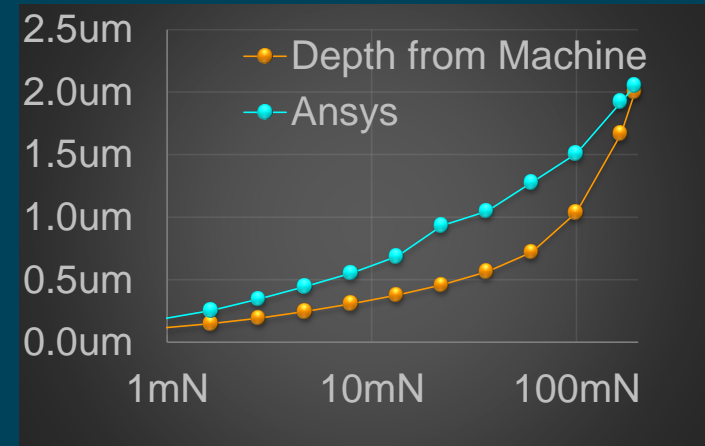 2.5um
Depth from Machine
2.0um
Ansys
1.5um
1.0um
0.5um
0.0um
1mN 10mN 100mN